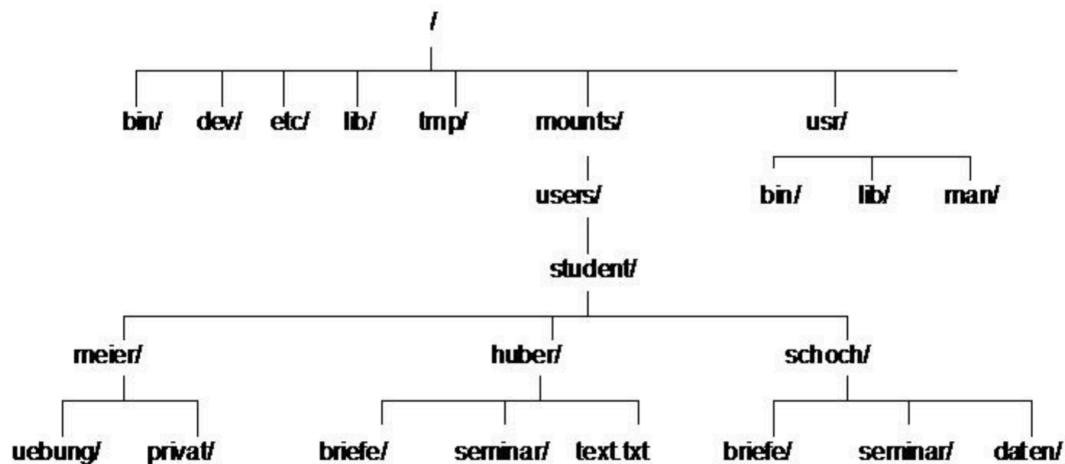 /
bin/ dev/ etc/ lib/ tmp/ mounts/ usr/
users/ bin/ lib/ man/
student/
meier/ huber/ schoch/
uebung/ privat/ briefe/ seminar/ text.txt briefe/ seminar/ daten/